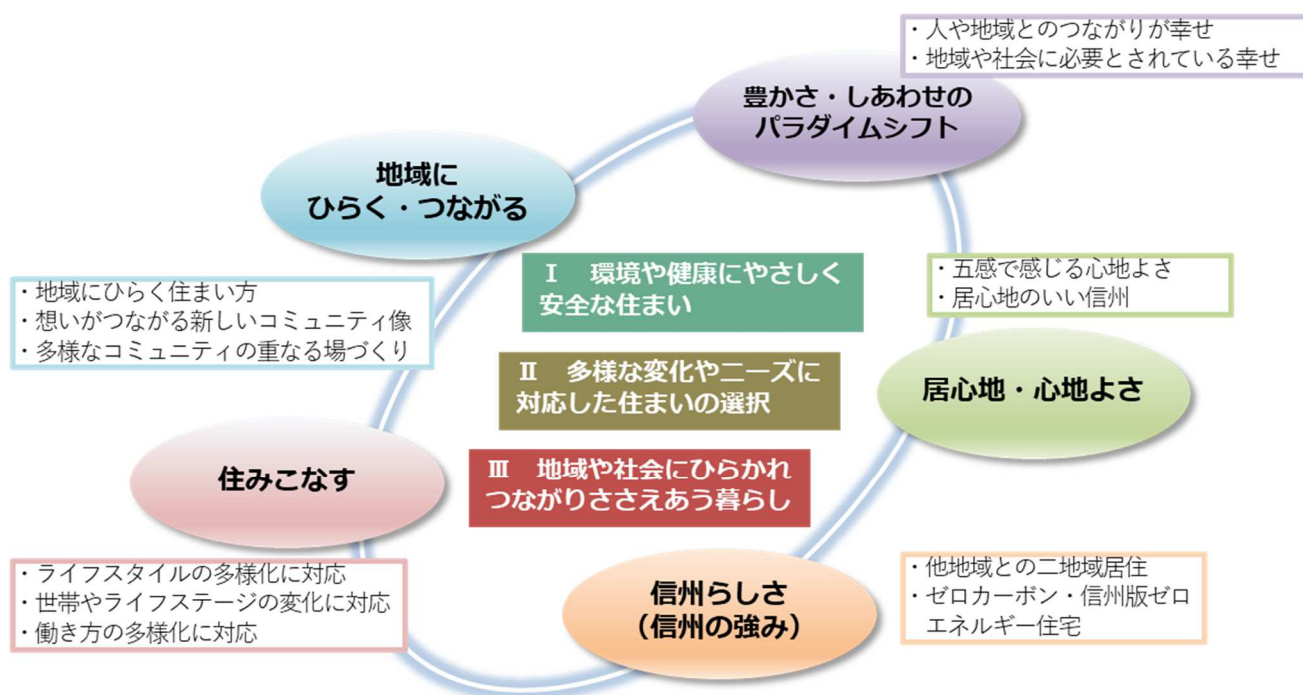 ・人や地域とのつながりが幸せ
・地域や社会に必要とされている幸せ
豊かさ・しあわせの
パラダイムシフト
地域に
ひらく・つながる
・地域にひらく住まい方
・想いがつながる新しいコミュニティ像
・多様なコミュニティの重なる場づくり
Ⅰ 環境や健康にやさしく
安全な住まい
Ⅱ 多様な変化やニーズに
対応した住まいの選択
Ⅲ 地域や社会にひらかれ
つながりささえあう暮らし
・五感で感じる心地よさ
・居心地のいい信州
居心地・心地よさ
住みこなす
・ライフスタイルの多様化に対応
・世帯やライフステージの変化に対応
・働き方の多様化に対応
信州らしさ
（信州の強み）
・他地域との二地域居住
・ゼロカーボン・信州版ゼロ
エネルギー住宅